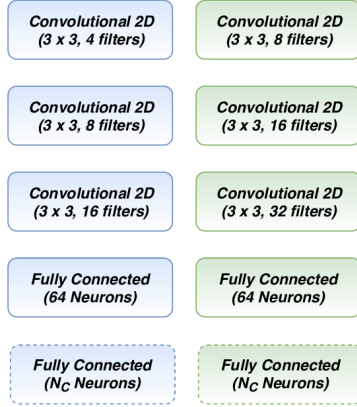 Convolutional 2D
(3 x 3, 4 filters)
Convolutional 2D
(3 x 3, 8 filters)
Convolutional 2D
(3 x 3, 8 filters)
Convolutional 2D
(3 x 3, 16 filters)
Convolutional 2D
(3 x 3, 16 filters)
Convolutional 2D
(3 x 3, 32 filters)
Fully Connected
(64 Neurons)
Fully Connected
(64 Neurons)
Fully Connected
(N_C Neurons)
Fully Connected
(N_C Neurons)